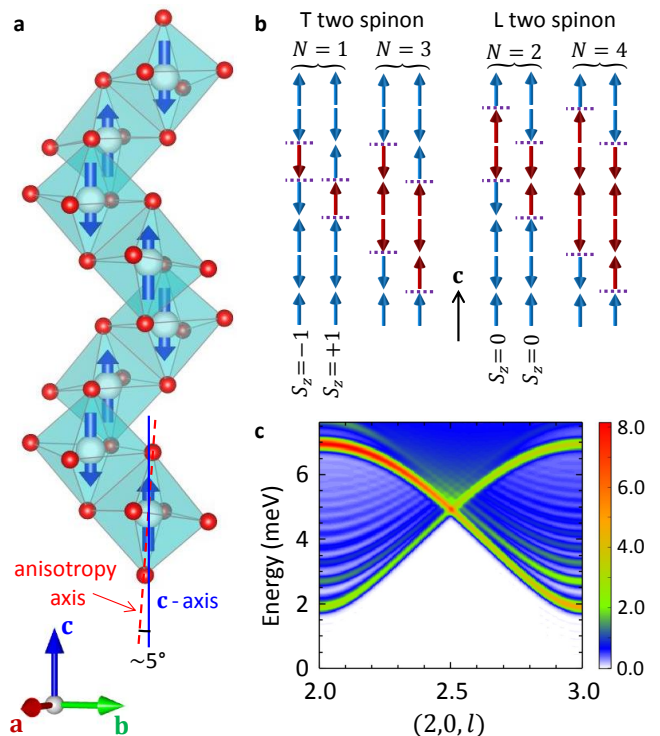 a
anisotropy
axis
c - axis
~5°
c
a
b
b
T two spinon
L two spinon
N = 1
N = 3
N = 2
N = 4
c
S_z=−1
S_z=+1
S_z=0
S_z=0
c
Energy (meV)
6
4
2
0
2.0
2.5
3.0
(2,0, l)
8.0
6.0
4.0
2.0
0.0